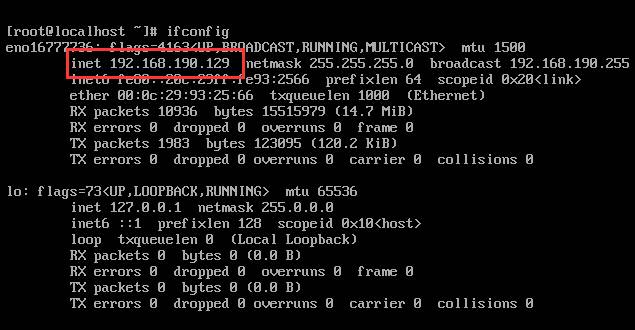 [root@localhost ~]# ifconfig
eno16777736: flags=4163<UP,BROADCAST,RUNNING,MULTICAST>  mtu 1500
        inet 192.168.190.129  netmask 255.255.255.0  broadcast 192.168.190.255
        inet6 fe80::20c:29ff:fe93:2566  prefixlen 64  scopeid 0x20<link>
        ether 00:0c:29:93:25:66  txqueuelen 1000  (Ethernet)
        RX packets 10936  bytes 15515979 (14.7 MiB)
        RX errors 0  dropped 0  overruns 0  frame 0
        TX packets 1983  bytes 123095 (120.2 KiB)
        TX errors 0  dropped 0 overruns 0  carrier 0  collisions 0
lo: flags=73<UP,LOOPBACK,RUNNING>  mtu 65536
        inet 127.0.0.1  netmask 255.0.0.0
        inet6 ::1  prefixlen 128  scopeid 0x10<host>
        loop  txqueuelen 0  (Local Loopback)
        RX packets 0  bytes 0 (0.0 B)
        RX errors 0  dropped 0  overruns 0  frame 0
        TX packets 0  bytes 0 (0.0 B)
        TX errors 0  dropped 0 overruns 0  carrier 0  collisions 0